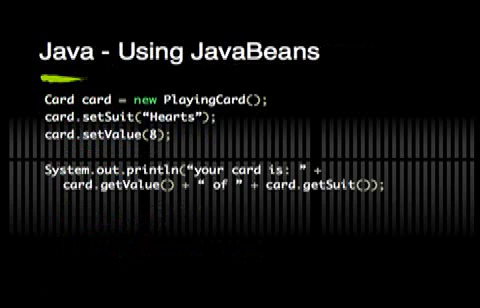 Java - Using JavaBeans
Card card = new PlayingCard();
card.setSuit(“Hearts”);
card.setValue(8);
System.out.println(“your card is: ” +
card.getValue() + “ of ” + card.getSuit());